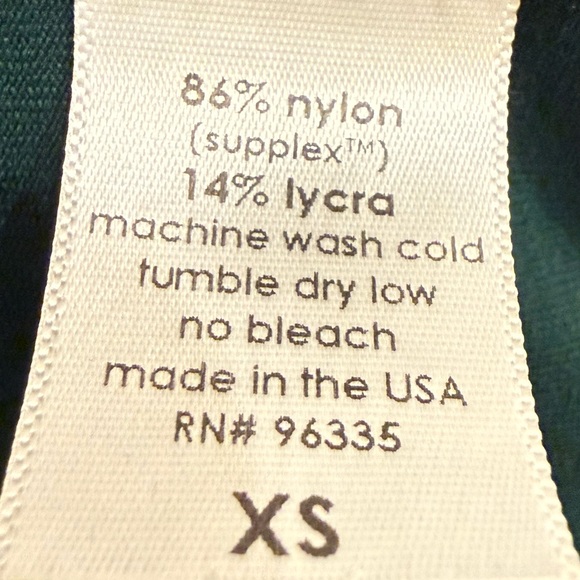 86% nylon
(supplex™)
14% lycra
machine wash cold
tumble dry low
no bleach
made in the USA
RN# 96335
XS